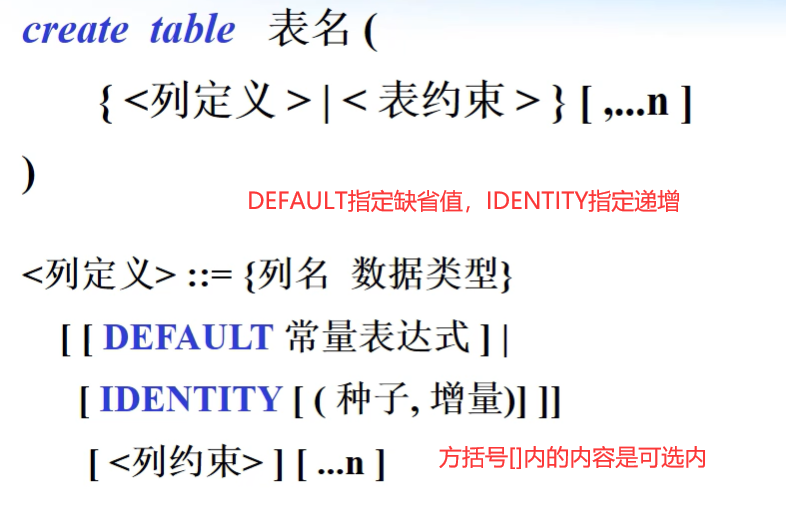 create table 表名 (
{ <列定义 > | < 表约束 > } [ ,...n ]
)
DEFAULT指定缺省值，IDENTITY指定递增
<列定义> ::= {列名 数据类型}
[ [ DEFAULT 常量表达式 ] |
[ IDENTITY [ ( 种子, 增量)] ]]
[ <列约束> ] [ ...n ]
方括号[]内的内容是可选内